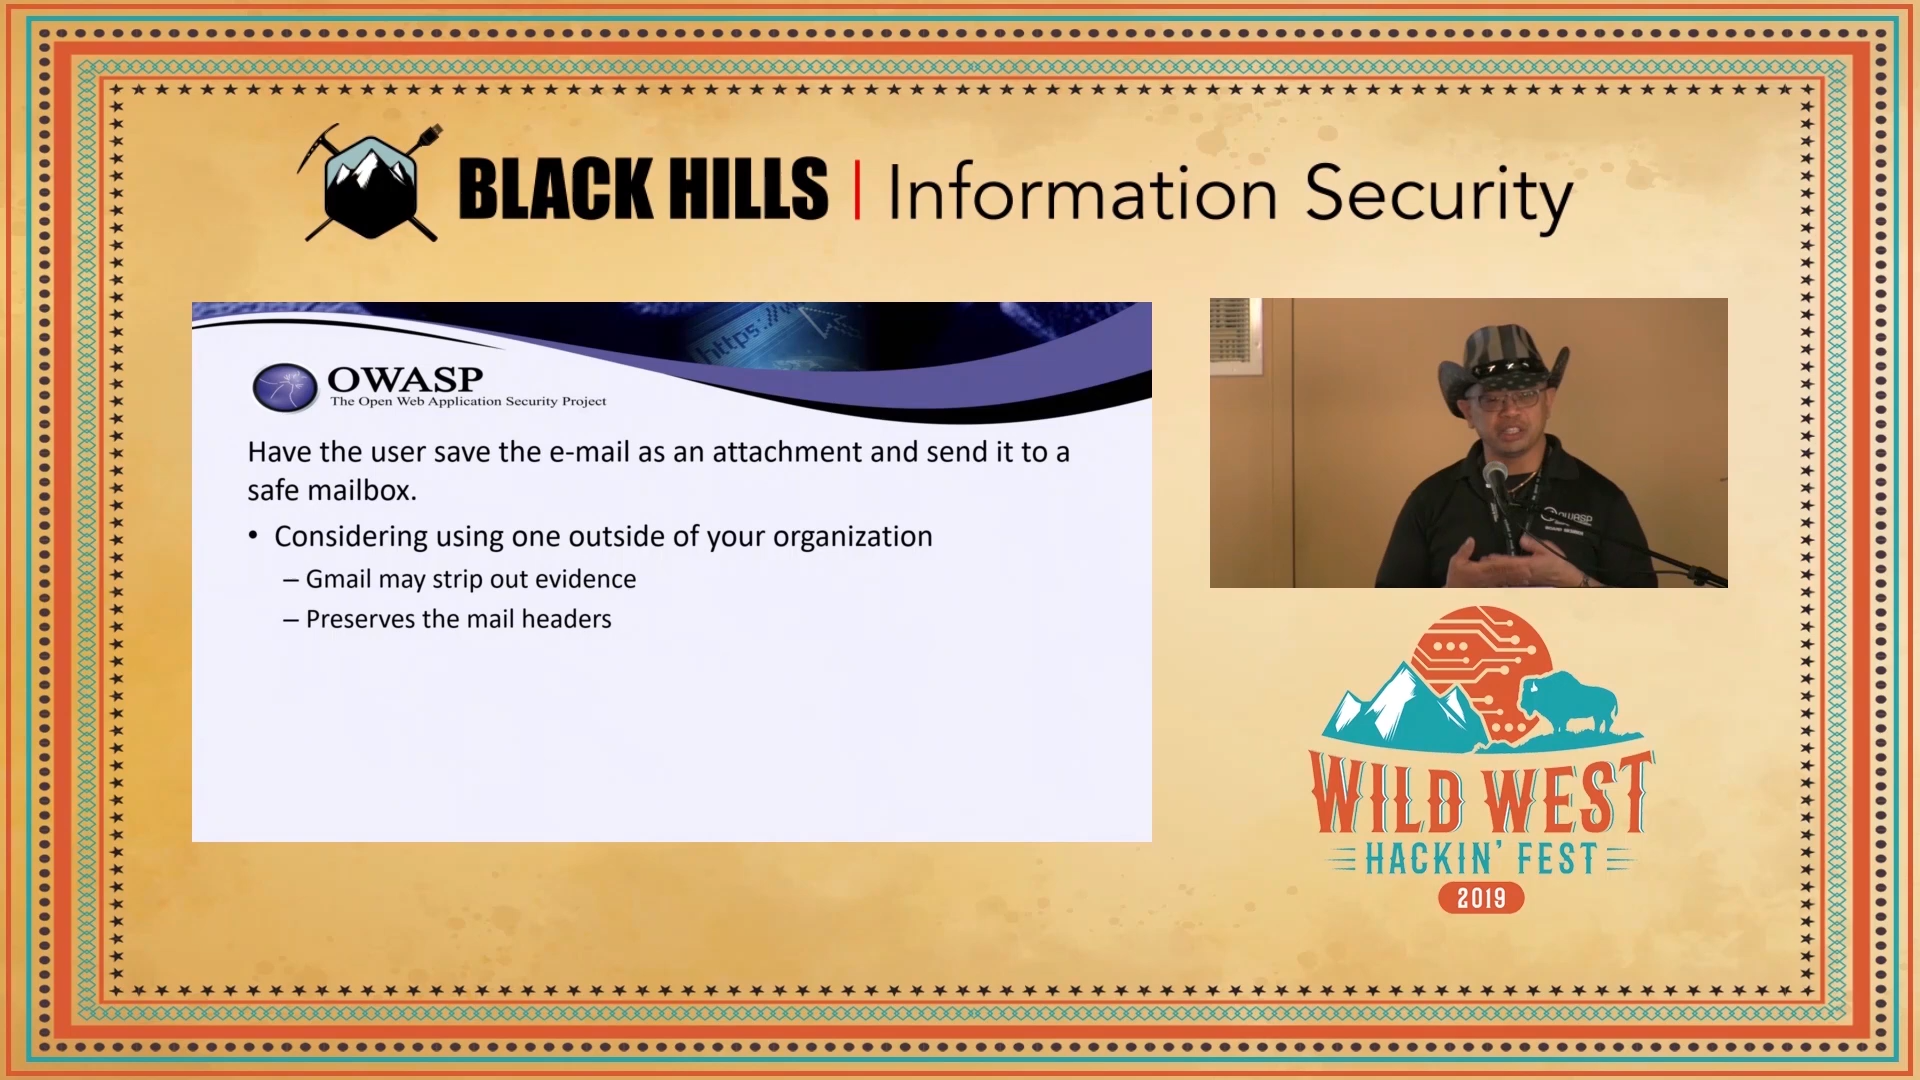 BLACK HILLS | Information Security
https://w
OWASP
The Open Web Application Security Project
Have the user save the e-mail as an attachment and send it to a
safe mailbox.
• Considering using one outside of your organization
– Gmail may strip out evidence
– Preserves the mail headers
OWASP
WILD WEST
HACKIN' FEST
2019